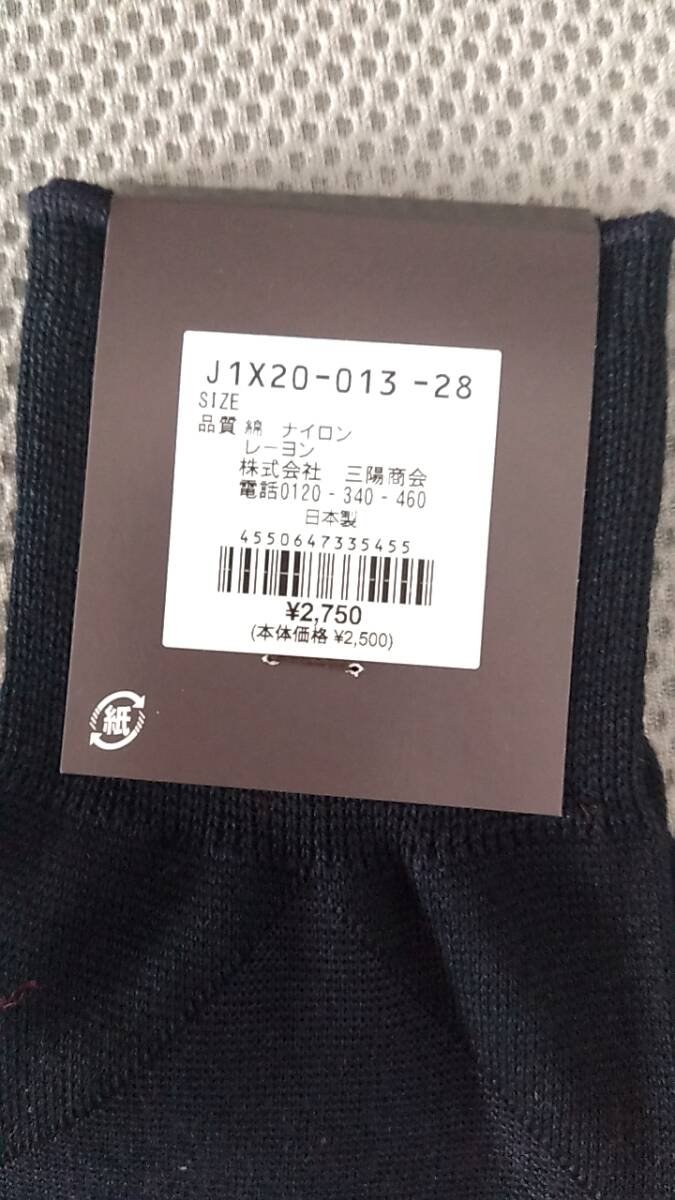 J1X20-013-28
SIZE
品質 綿 ナイロン
レーヨン
株式会社 三陽商会
電話0120-340-460
日本製
4550647335455
¥2,750
(本体価格 ¥2,500)
紙